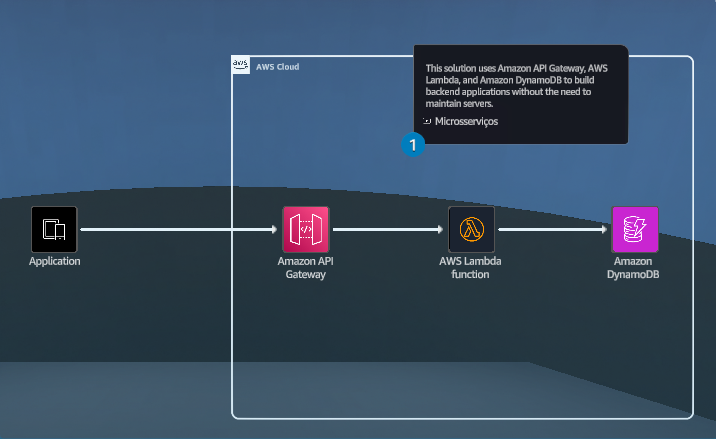 aws
AWS Cloud
This solution uses Amazon API Gateway, AWS
Lambda, and Amazon DynamoDB to build
backend applications without the need to
maintain servers.
Microsserviços
1
Application
Amazon API
Gateway
AWS Lambda
function
Amazon
DynamoDB